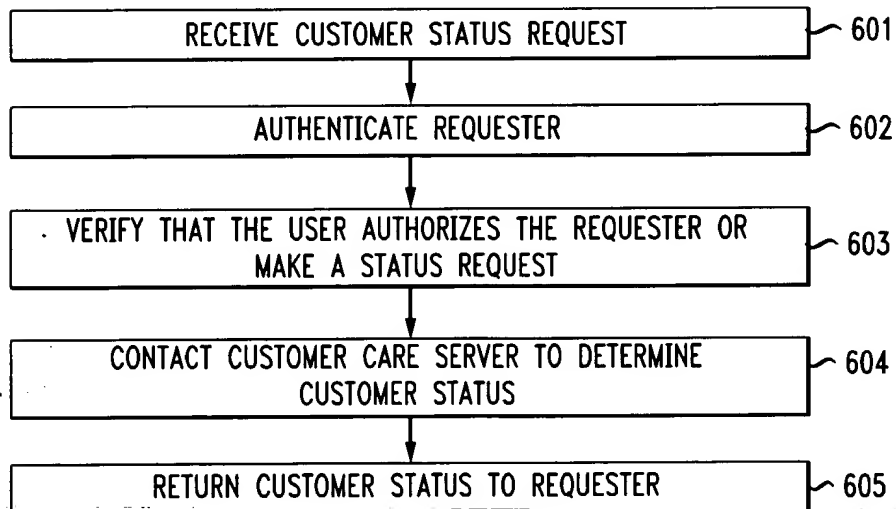 RECEIVE CUSTOMER STATUS REQUEST 601
AUTHENTICATE REQUESTER 602
VERIFY THAT THE USER AUTHORIZES THE REQUESTER OR
MAKE A STATUS REQUEST 603
CONTACT CUSTOMER CARE SERVER TO DETERMINE
CUSTOMER STATUS 604
RETURN CUSTOMER STATUS TO REQUESTER 605